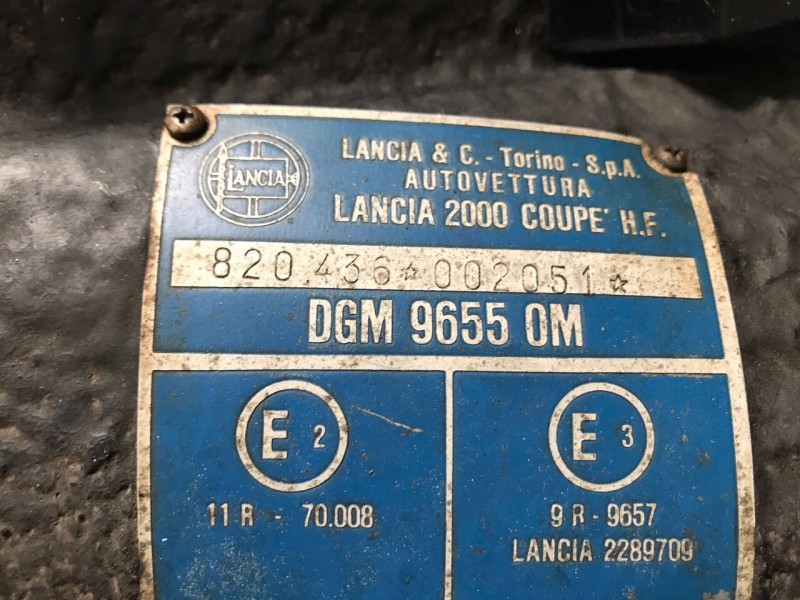 LANCIA
LANCIA & C. - Torino - S.p.A.
AUTOVETTURA
LANCIA 2000 COUPE' H.F.
820.436*002051*
DGM 9655 OM
E 2
11 R - 70.008
E 3
9 R - 9657
LANCIA 2289709